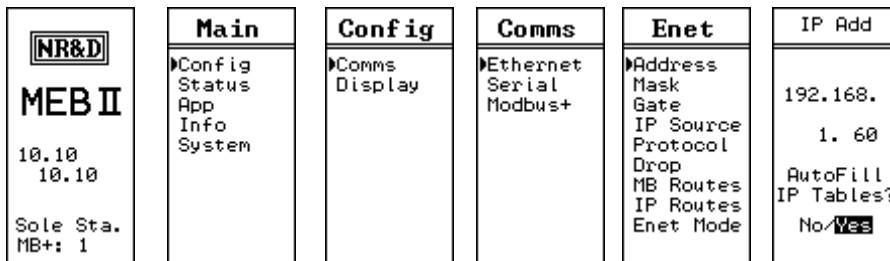 NR&D
MEB II
10.10
10.10
Sole Sta.
MB+: 1
Main
Config
Status
App
Info
System
Config
Comms
Display
Comms
Ethernet
Serial
Modbus+
Enet
Address
Mask
Gate
IP Source
Protocol
Drop
MB Routes
IP Routes
Enet Mode
IP Add
192.168.
1. 60
AutoFill
IP Tables?
No/Yes